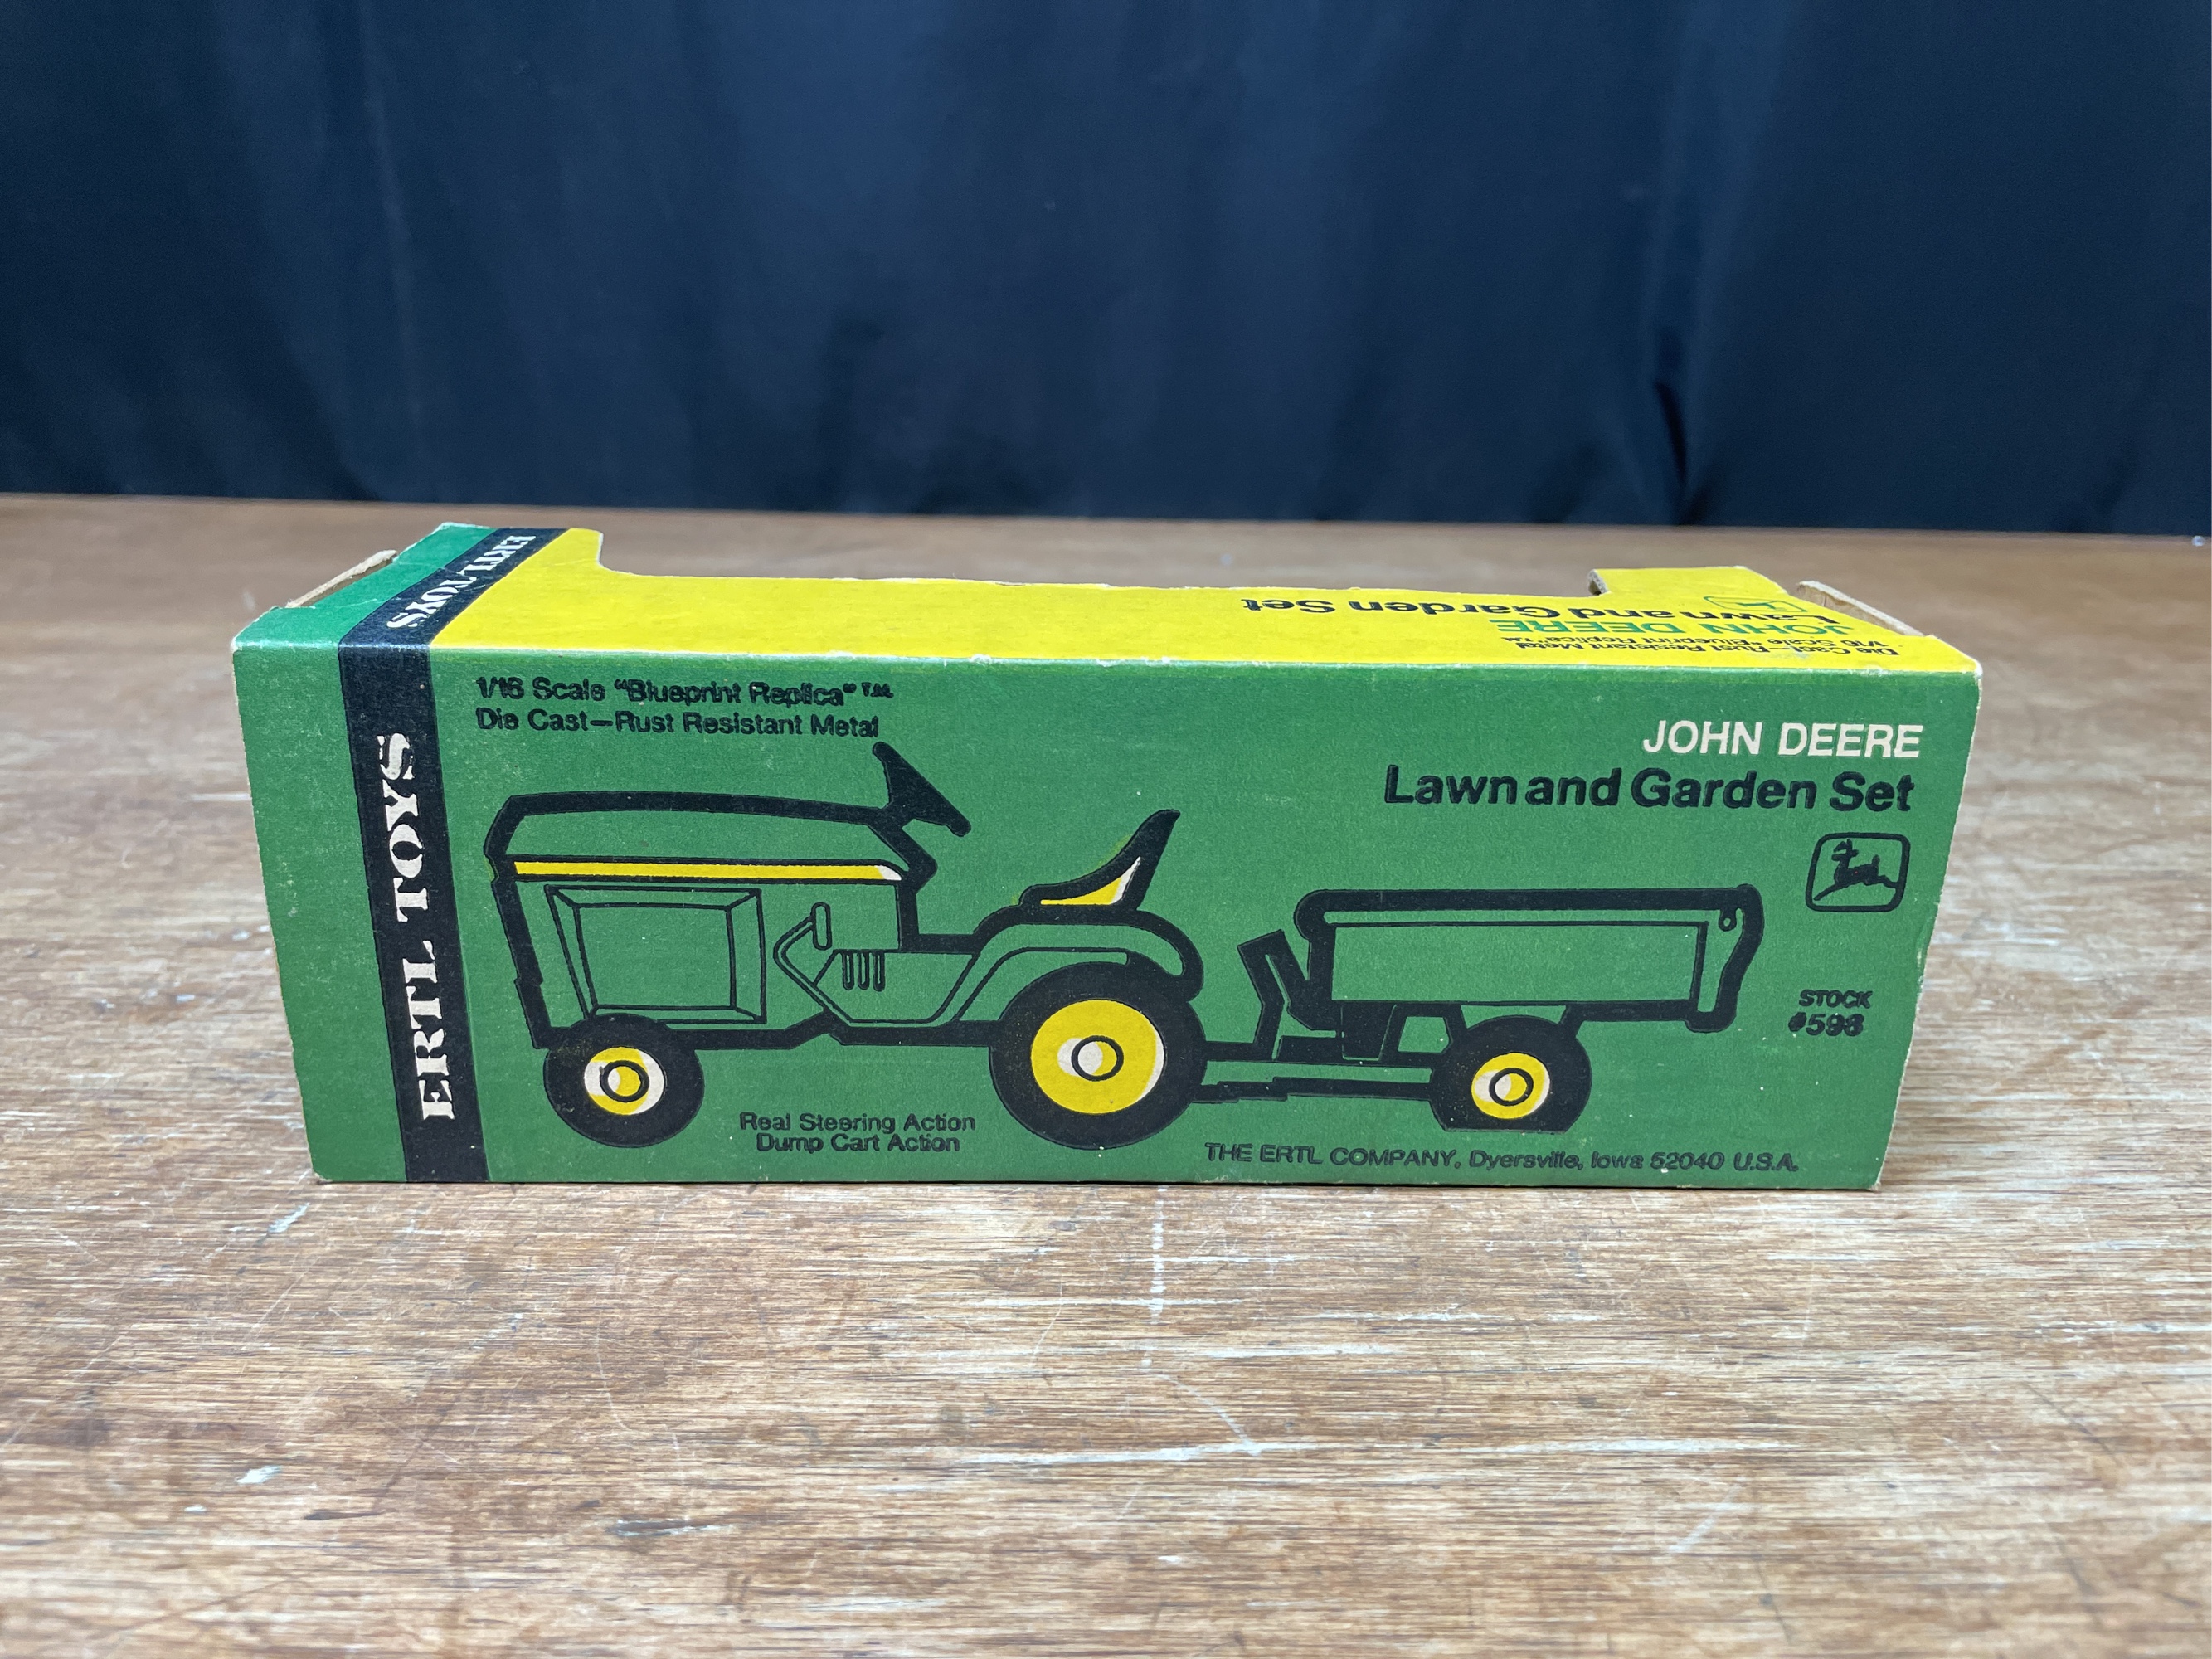 ERTL TOYS
Lawn and Garden Set
JOHN DEERE
1/16 Scale "Blueprint Replica" T.M.
Die Cast—Rust Resistant Metal
ERTL TOYS
1/16 Scale "Blueprint Replica" T.M.
Die Cast—Rust Resistant Metal
JOHN DEERE
Lawn and Garden Set
STOCK
#598
Real Steering Action
Dump Cart Action
THE ERTL COMPANY, Dyersville, Iowa 52040 U.S.A.